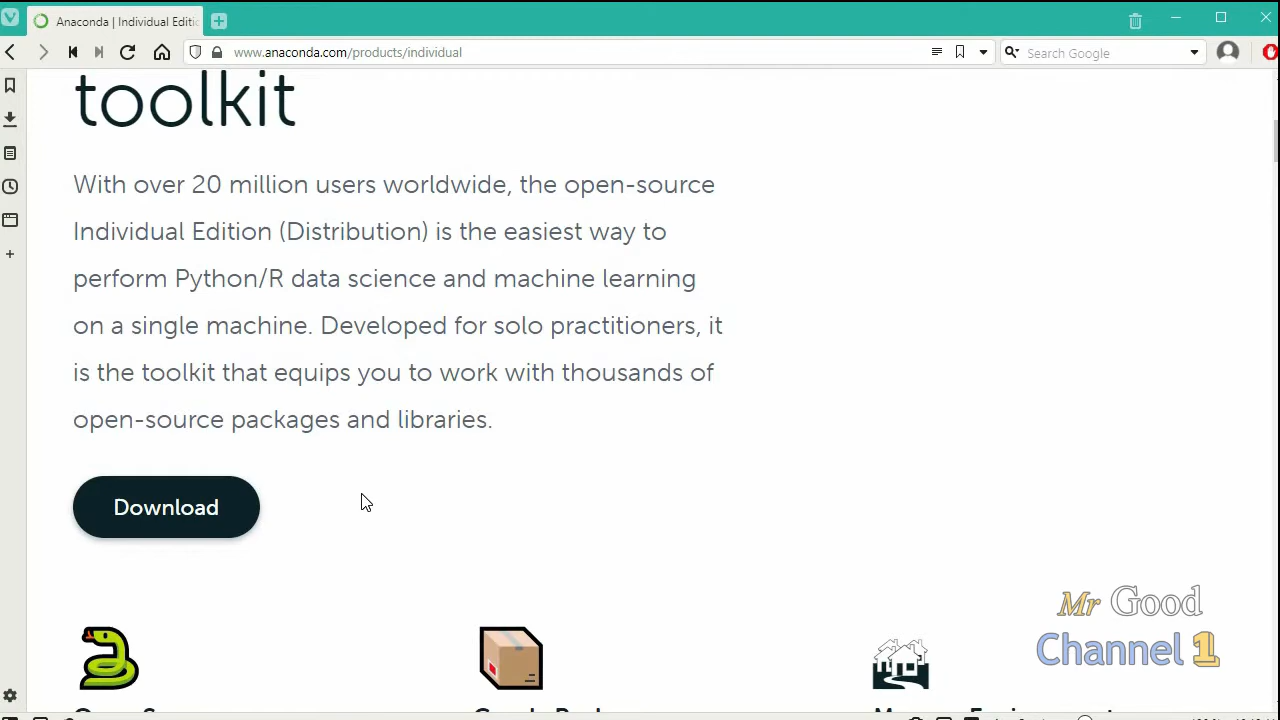 Anaconda | Individual Editi
www.anaconda.com/products/individual
Search Google
toolkit
With over 20 million users worldwide, the open-source
Individual Edition (Distribution) is the easiest way to
perform Python/R data science and machine learning
on a single machine. Developed for solo practitioners, it
is the toolkit that equips you to work with thousands of
open-source packages and libraries.
Download
Mr Good
Channel 1